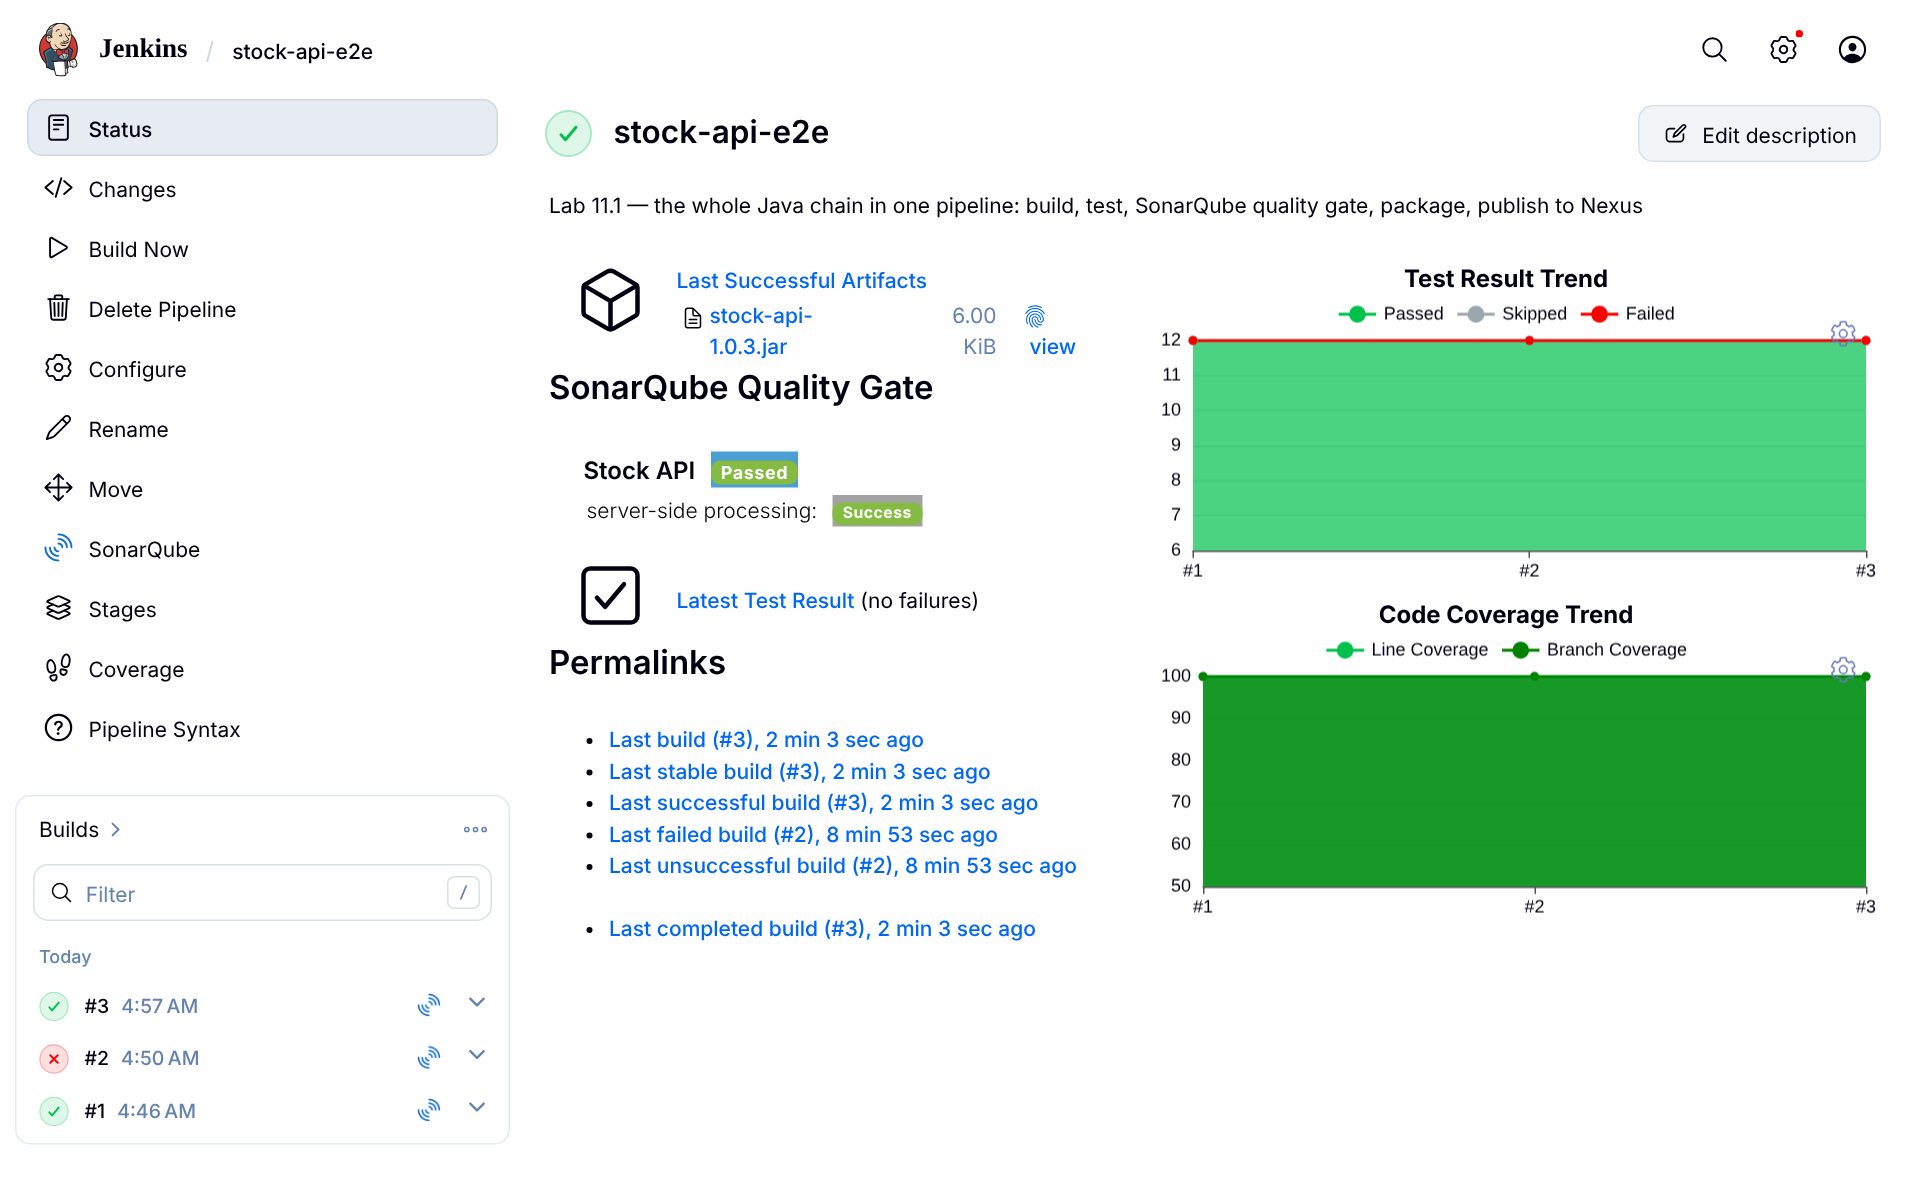 Jenkins / stock-api-e2e
Status
Changes
Build Now
Delete Pipeline
Configure
Rename
Move
SonarQube
Stages
Coverage
Pipeline Syntax
Builds
Filter /
Today
#3 4:57 AM
#2 4:50 AM
#1 4:46 AM
stock-api-e2e
Edit description
Lab 11.1 — the whole Java chain in one pipeline: build, test, SonarQube quality gate, package, publish to Nexus
Last Successful Artifacts
stock-api-
1.0.3.jar
6.00
KiB
view
SonarQube Quality Gate
Stock API Passed
server-side processing: Success
Latest Test Result (no failures)
Permalinks
Last build (#3), 2 min 3 sec ago
Last stable build (#3), 2 min 3 sec ago
Last successful build (#3), 2 min 3 sec ago
Last failed build (#2), 8 min 53 sec ago
Last unsuccessful build (#2), 8 min 53 sec ago
Last completed build (#3), 2 min 3 sec ago
Test Result Trend
Passed Skipped Failed
12
11
10
9
8
7
6
#1 #2 #3
Code Coverage Trend
Line Coverage Branch Coverage
100
90
80
70
60
50
#1 #2 #3